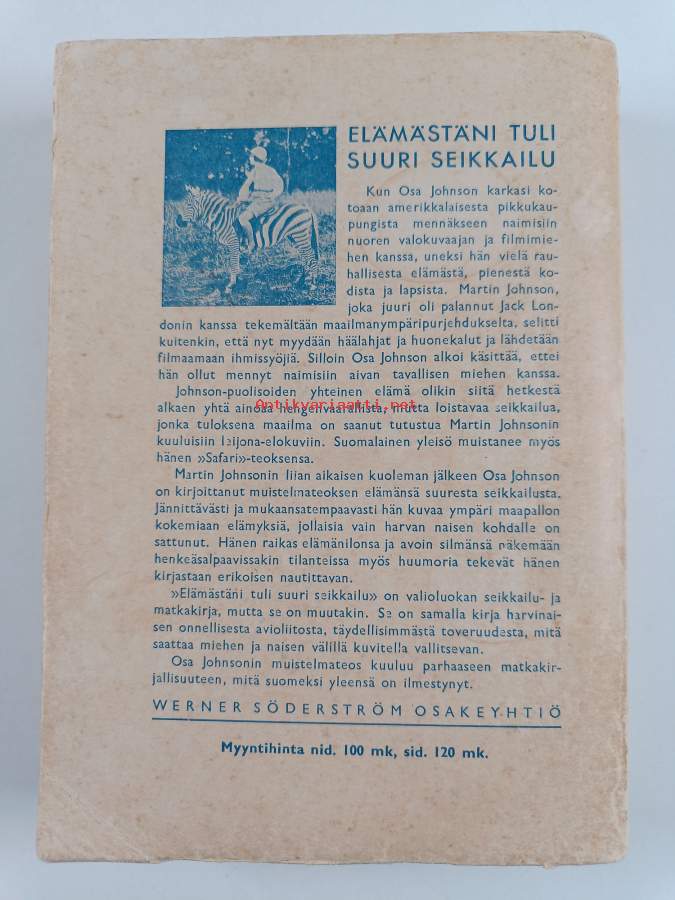 ELÄMÄSTÄNI TULI
SUURI SEIKKAILU
Kun Osa Johnson karkasi ko-
toaan amerikkalaisesta pikkukau-
pungista mennäkseen naimisiin
nuoren valokuvaajan ja filmimie-
hen kanssa, uneksi hän vielä rau-
hallisesta elämästä, pienestä ko-
dista ja lapsista. Martin Johnson,
joka juuri oli palannut Jack Lon-
donin kanssa tekemältään maailmanympäripurjehdukselta, selitti
kuitenkin, että nyt myydään häälahjat ja huonekalut ja lähdetään
filmaamaan ihmissyöjiä. Silloin Osa Johnson alkoi käsittää, ettei
hän ollut mennyt naimisiin aivan tavallisen miehen kanssa.
Johnson-puolisoiden yhteinen elämä olikin siitä hetkestä
Antikvariaatti.net
alkaen yhtä ainoaa hengenvaarallista, mutta loistavaa seikkailua,
jonka tuloksena maailma on saanut tutustua Martin Johnsonin
kuuluisiin leijona-elokuviin. Suomalainen yleisö muistanee myös
hänen »Safari»-teoksensa.
Martin Johnsonin liian aikaisen kuoleman jälkeen Osa Johnson
on kirjoittanut muistelmateoksen elämänsä suuresta seikkailusta.
Jännittävästi ja mukaansatempaavasti hän kuvaa ympäri maapallon
kokemiaan elämyksiä, jollaisia vain harvan naisen kohdalle on
sattunut. Hänen raikas elämänilonsa ja avoin silmänsä näkemään
henkeäsalpaavissakin tilanteissa myös huumoria tekevät hänen
kirjastaan erikoisen nautittavan.
»Elämästäni tuli suuri seikkailu» on valioluokan seikkailu- ja
matkakirja, mutta se on muutakin. Se on samalla kirja harvinai-
sen onnellisesta avioliitosta, täydellisimmästä toveruudesta, mitä
saattaa miehen ja naisen välillä kuvitella vallitsevan.
Osa Johnsonin muistelmateos kuuluu parhaaseen matkakir-
jallisuuteen, mitä suomeksi yleensä on ilmestynyt.
WERNER SÖDERSTRÖM OSAKEYHTIÖ
Myyntihinta nid. 100 mk, sid. 120 mk.